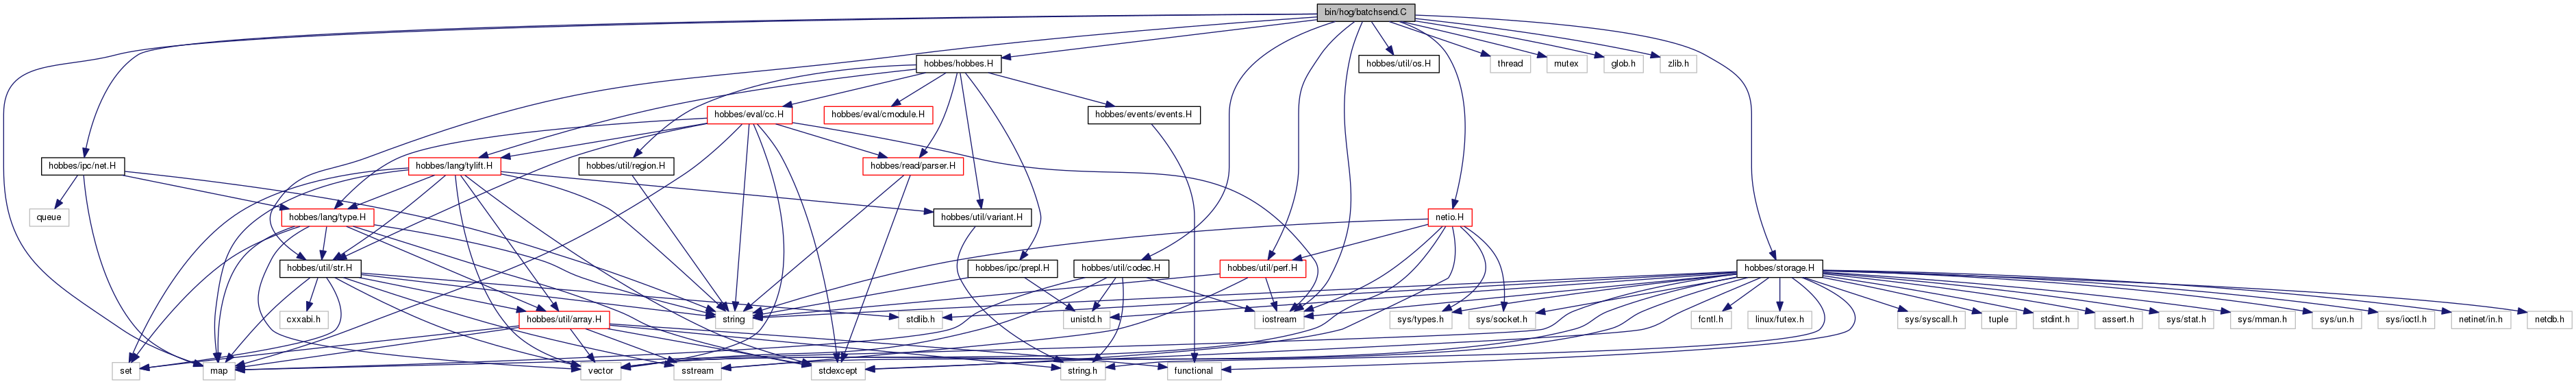 bin/hog/batchsend.C
hobbes/hobbes.H
hobbes/util/os.H
thread
mutex
glob.h
zlib.h
hobbes/eval/cc.H
hobbes/eval/cmodule.H
hobbes/events/events.H
hobbes/ipc/net.H
hobbes/lang/tylift.H
hobbes/util/region.H
hobbes/read/parser.H
queue
hobbes/lang/type.H
hobbes/util/variant.H
netio.H
hobbes/util/str.H
hobbes/ipc/prepl.H
hobbes/util/codec.H
hobbes/util/perf.H
hobbes/storage.H
cxxabi.h
hobbes/util/array.H
string
stdlib.h
unistd.h
iostream
sys/types.h
sys/socket.h
fcntl.h
linux/futex.h
sys/syscall.h
tuple
stdint.h
assert.h
sys/stat.h
sys/mman.h
sys/un.h
sys/ioctl.h
netinet/in.h
netdb.h
set
map
vector
sstream
stdexcept
string.h
functional